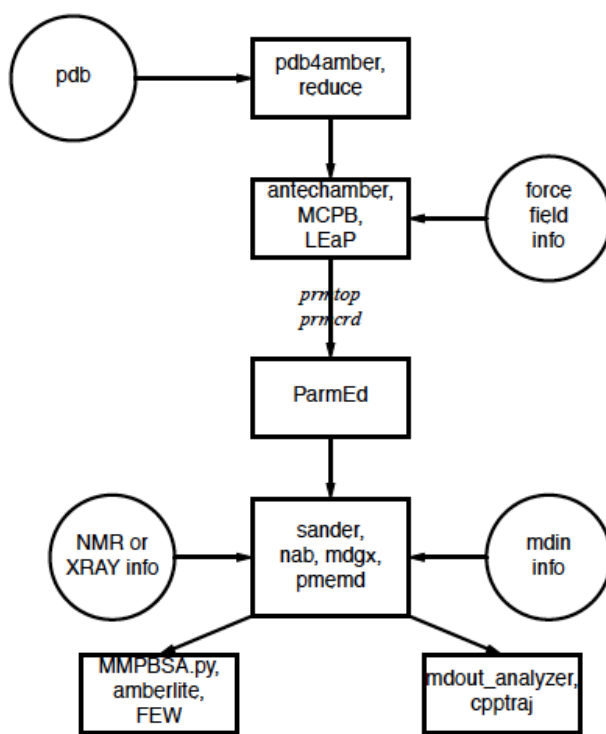 pdb
pdb4amber,
reduce
antechamber,
MCPB,
LEaP
force
field
info
prmtop
prmcrd
ParmEd
NMR or
XRAY info
sander,
nab, mdgx,
pmemd
mdin
info
MMPBSA.py,
amberlite,
FEW
mdout_analyzer,
cpptraj